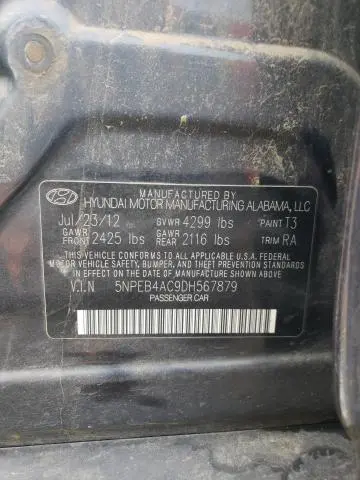 MANUFACTURED BY
HYUNDAI MOTOR MANUFACTURING ALABAMA, LLC
Jul/23/12 GVWR 4299 lbs PAINT T3
GAWR FRONT 2425 lbs GAWR REAR 2116 lbs TRIM RA
THIS VEHICLE CONFORMS TO ALL APPLICABLE U.S.A. FEDERAL
MOTOR VEHICLE SAFETY, BUMPER, AND THEFT PREVENTION
STANDARDS IN EFFECT ON THE DATE OF MANUFACTURE SHOWN ABOVE.
V.I.N 5NPEB4AC9DH567879
PASSENGER CAR